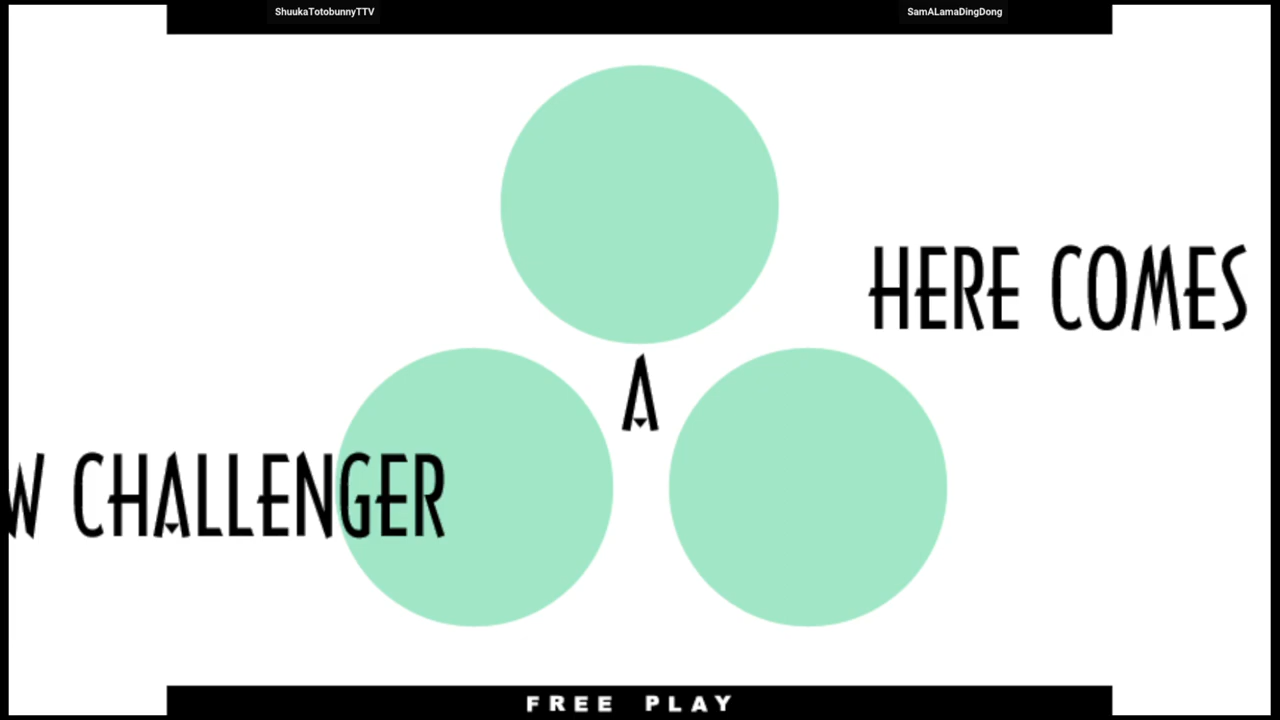 ShuukaTotobunnyTTV
SamALamaDingDong
HERE COMES
A
W CHALLENGER
FREE PLAY